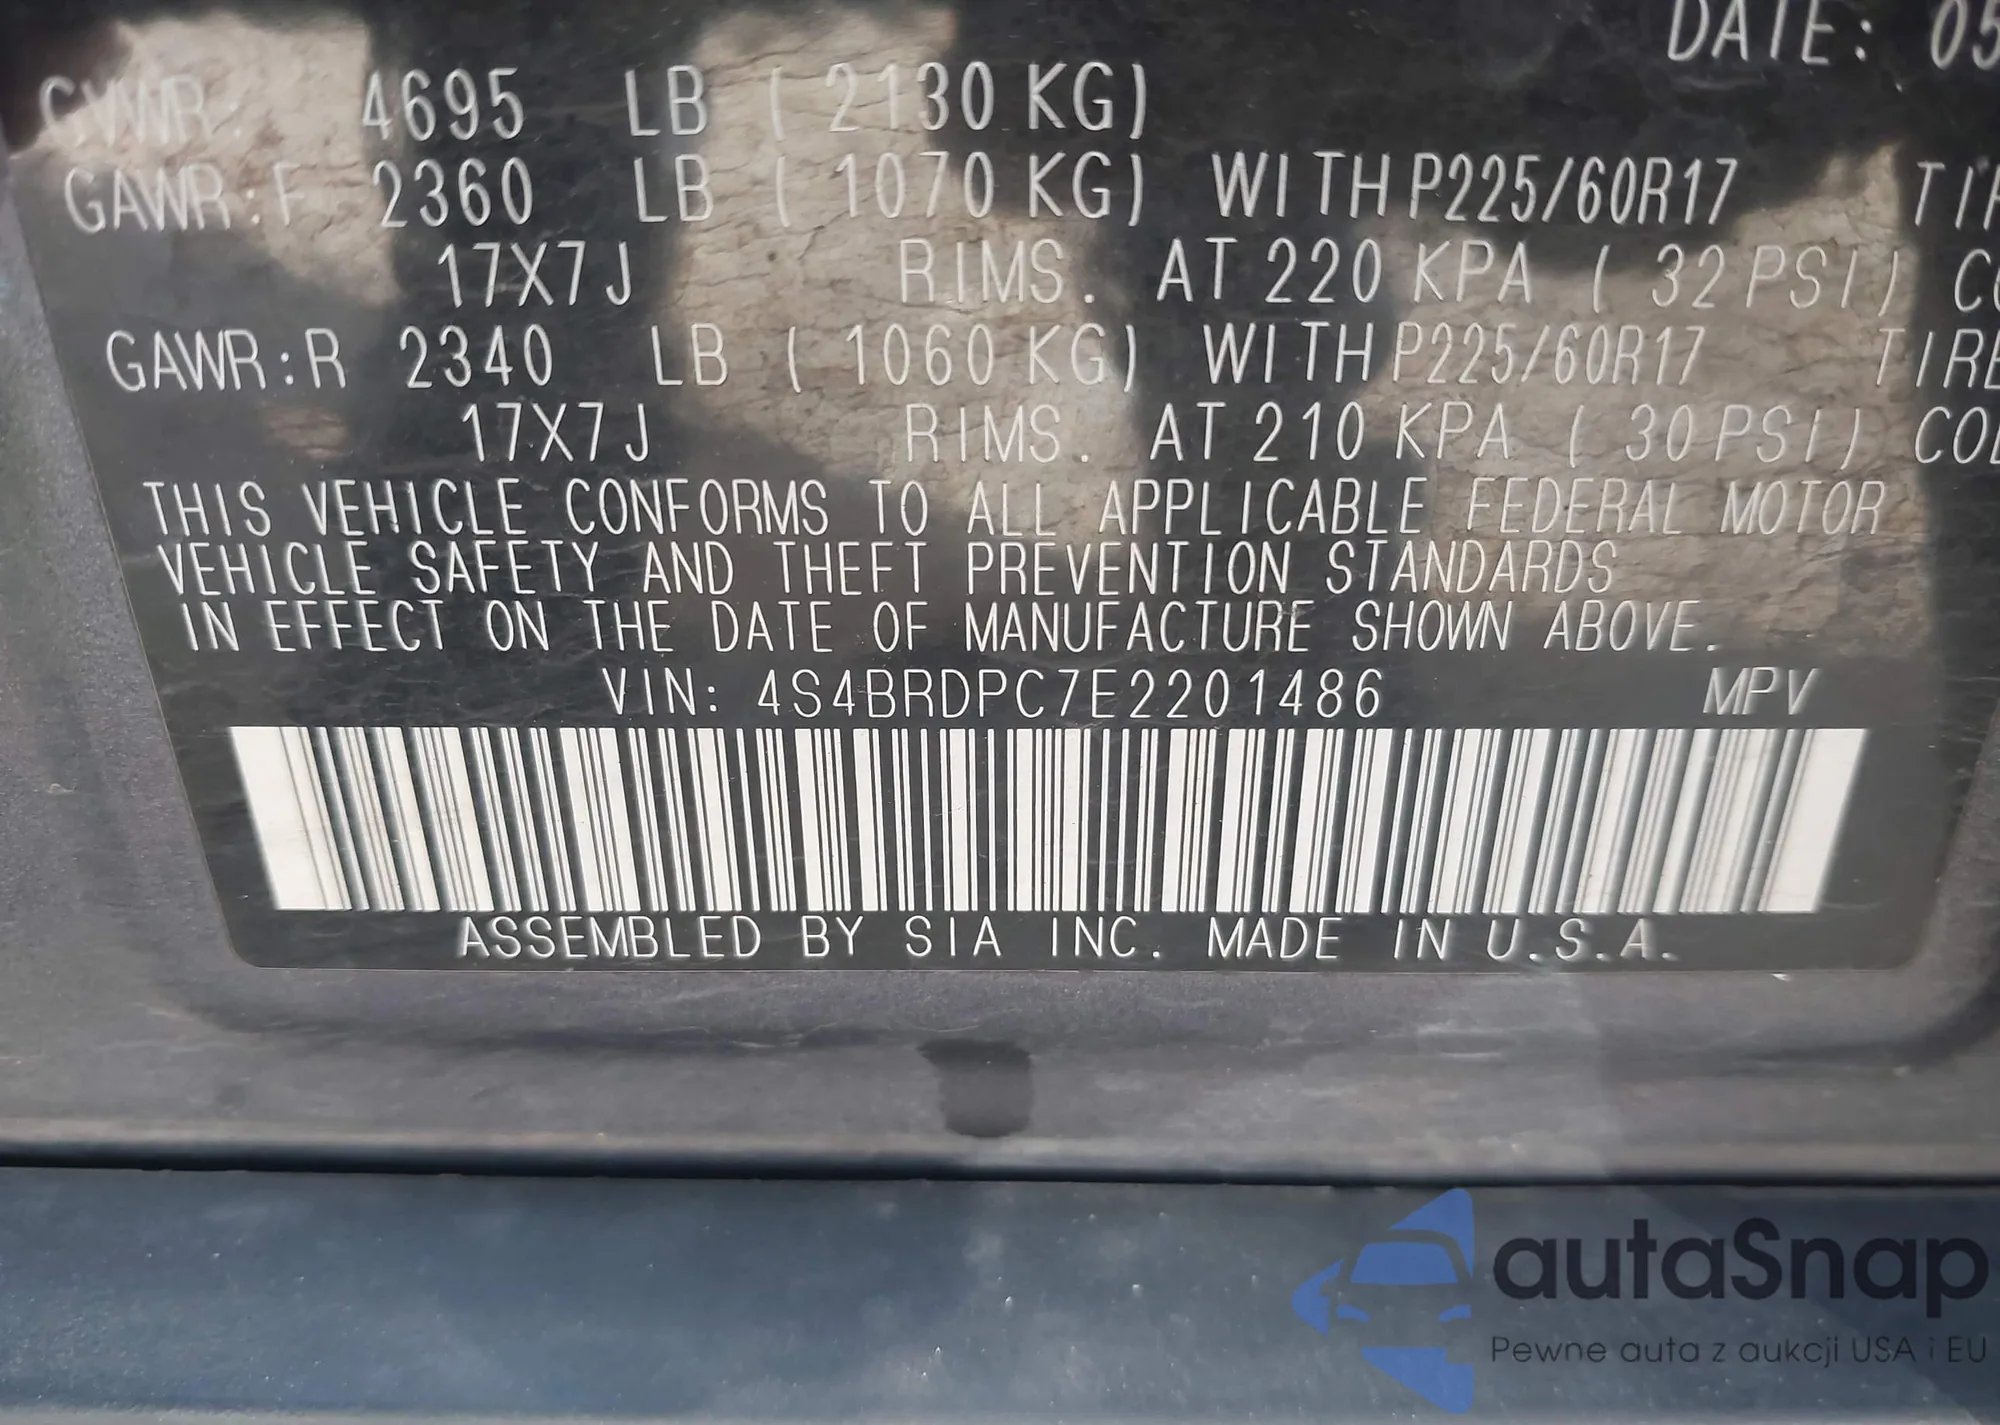 DATE: 05
GVWR: 4695 LB ( 2130 KG)
GAWR:F 2360 LB ( 1070 KG) WITH P225/60R17
17X7J RIMS. AT 220 KPA ( 32 PSI)
GAWR:R 2340 LB ( 1060 KG) WITH P225/60R17 TIRE
17X7J RIMS. AT 210 KPA ( 30 PSI)
THIS VEHICLE CONFORMS TO ALL APPLICABLE FEDERAL MOTOR
VEHICLE SAFETY AND THEFT PREVENTION STANDARDS
IN EFFECT ON THE DATE OF MANUFACTURE SHOWN ABOVE.
VIN: 4S4BRDPC7E2201486 MPV
ASSEMBLED BY SIA INC. MADE IN U.S.A.
autaSnap
Pewne auta z aukcji USA i EU